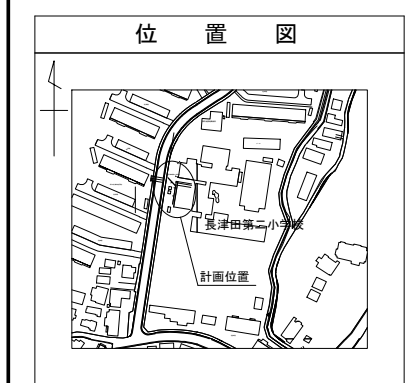 位 置 図
長津田第二小学校
計画位置